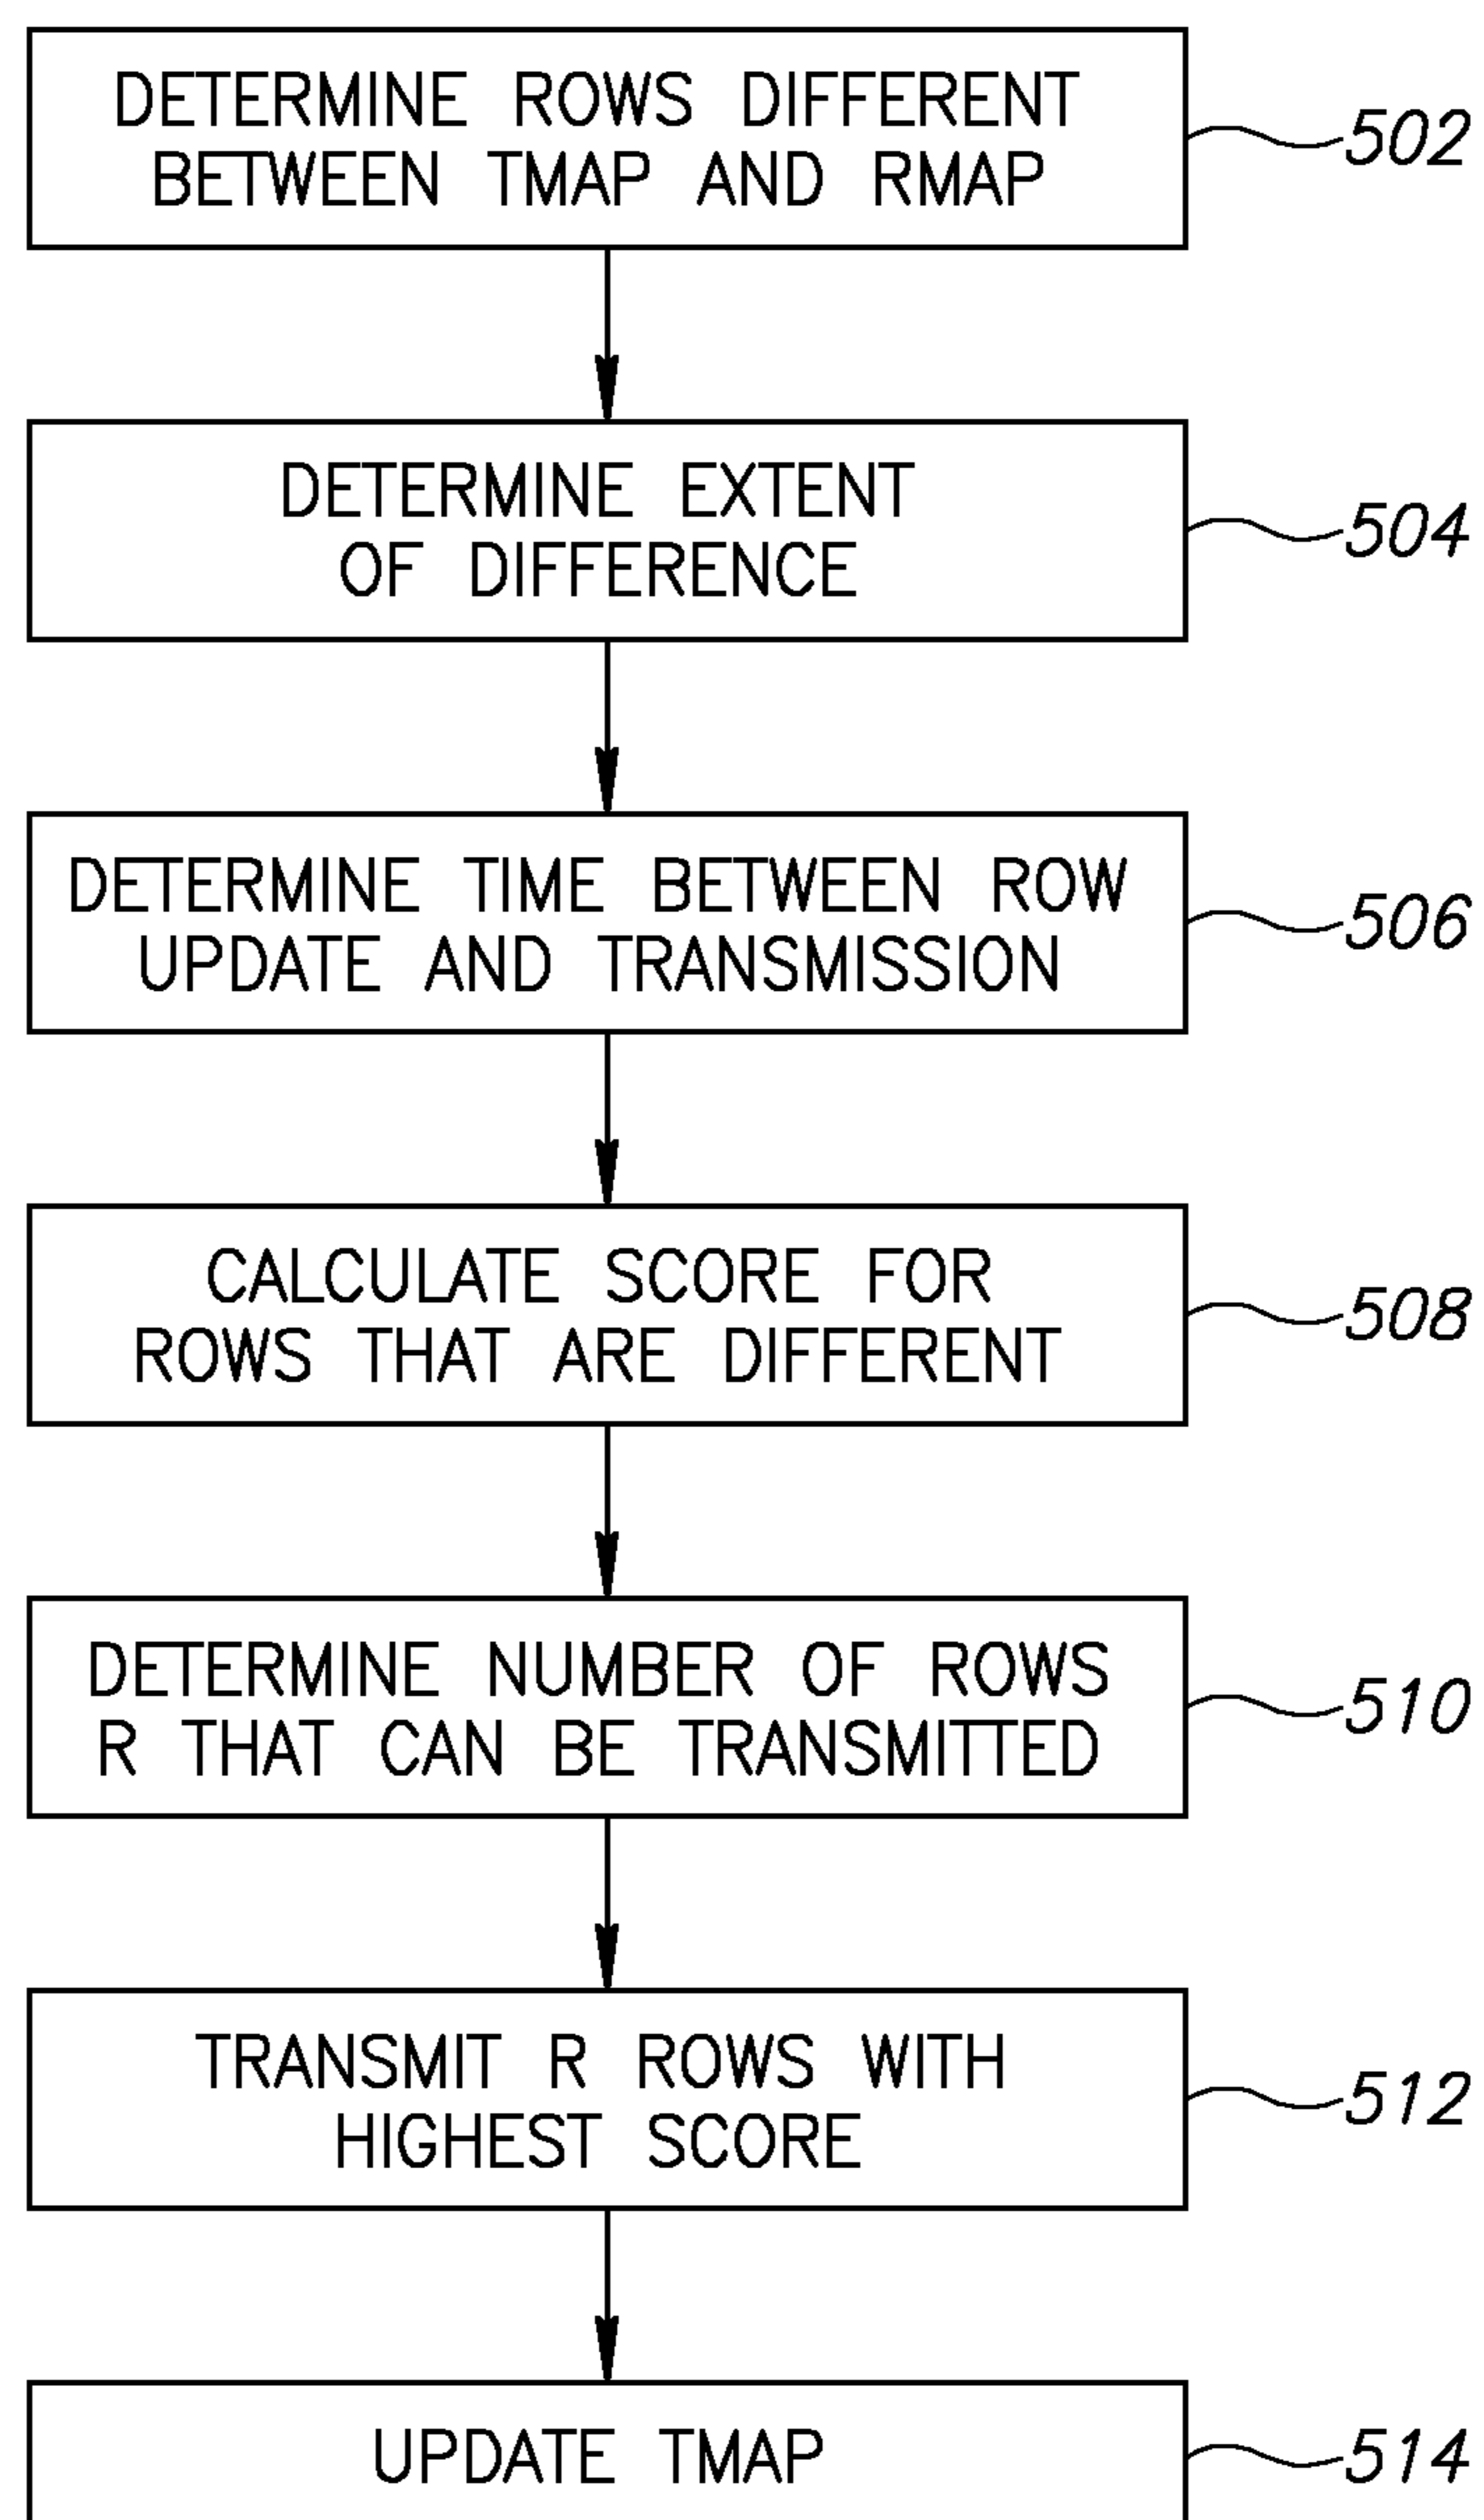 DETERMINE ROWS DIFFERENT
BETWEEN TMAP AND RMAP
502
DETERMINE EXTENT
OF DIFFERENCE
504
DETERMINE TIME BETWEEN ROW
UPDATE AND TRANSMISSION
506
CALCULATE SCORE FOR
ROWS THAT ARE DIFFERENT
508
DETERMINE NUMBER OF ROWS
R THAT CAN BE TRANSMITTED
510
TRANSMIT R ROWS WITH
HIGHEST SCORE
512
UPDATE TMAP
514